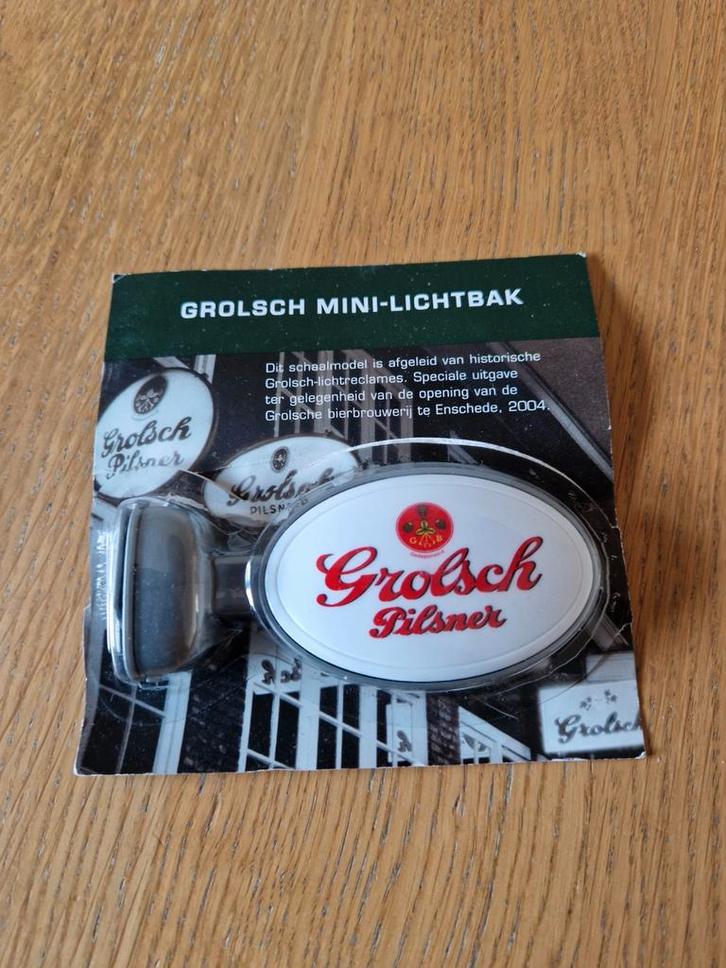 GROLSCH MINI-LICHTBAK
Dit schaalmodel is afgeleid van historische
Grolsch-lichtreclames. Speciale uitgave
ter gelegenheid van de opening van de
Grolsche bierbrouwerij te Enschede, 2004.
Grolsch
Pilsner
Grolsch
PILSNER
Grolsch
Pilsner
Grolsch